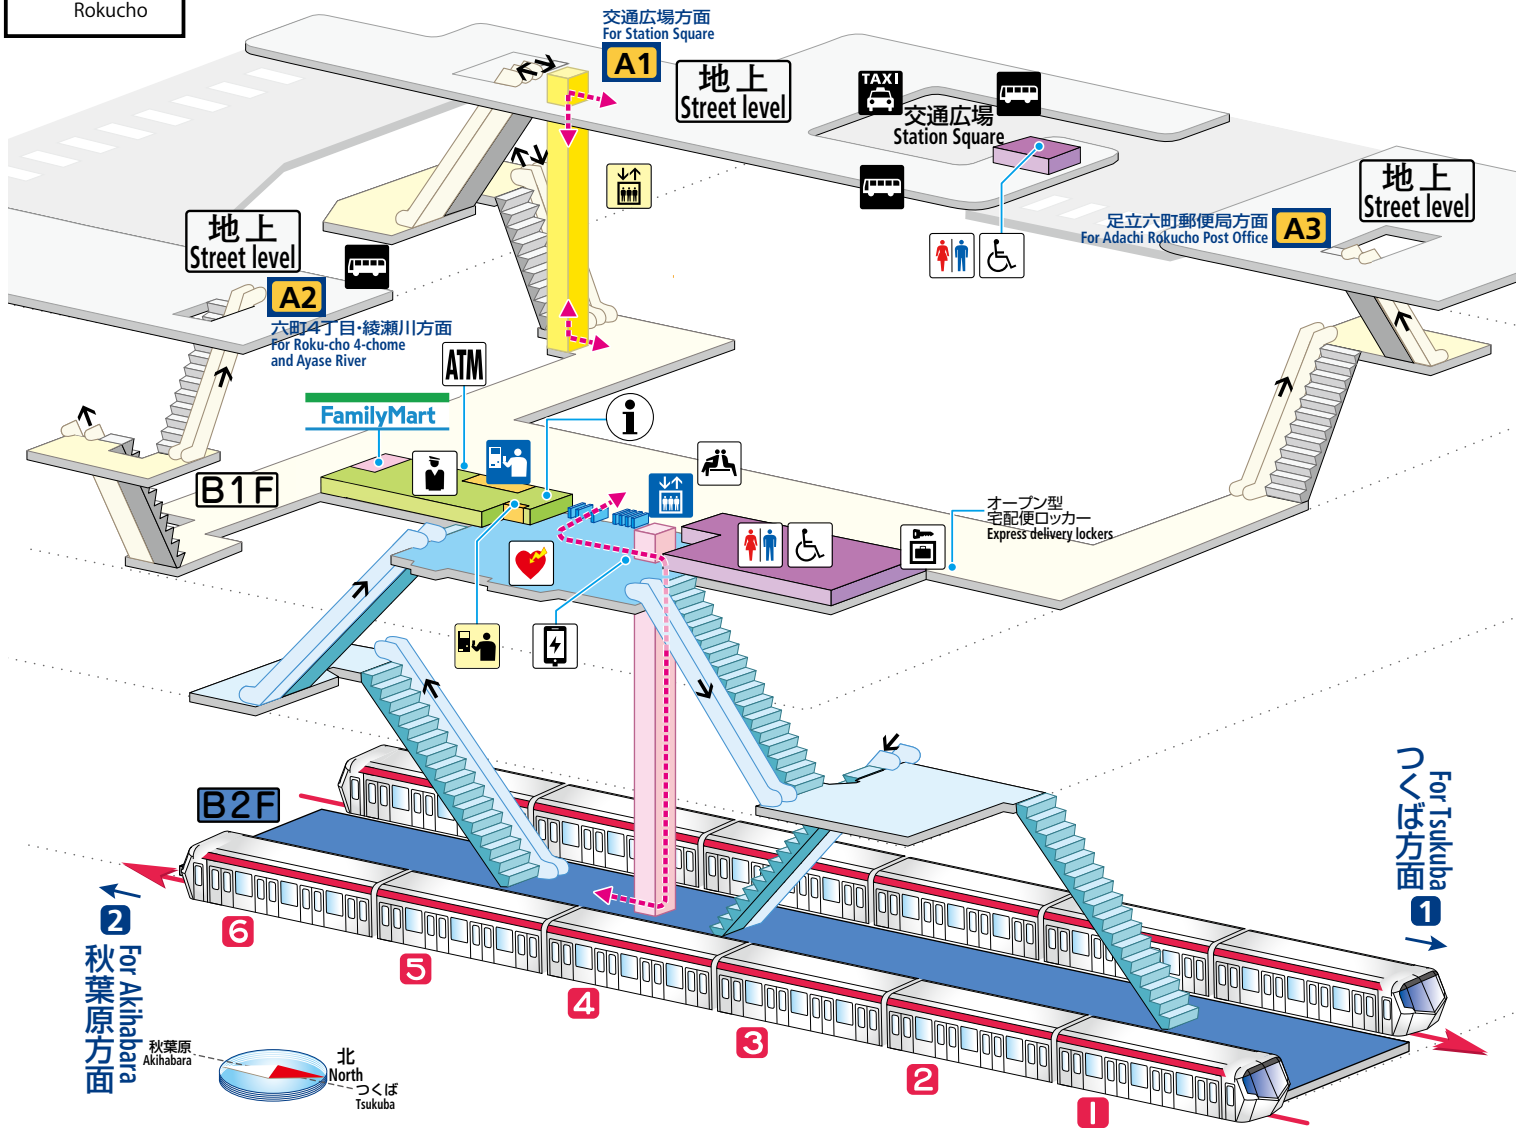 Rokucho
交通広場方面
For Station Square
A1
地上
Street level
TAXI
交通広場
Station Square
地上
Street level
足立六町郵便局方面
For Adachi Rokucho Post Office
A3
地上
Street level
A2
六町4丁目・綾瀬川方面
For Roku-cho 4-chome
and Ayase River
ATM
FamilyMart
i
B1F
オープン型
宅配便ロッカー
Express delivery lockers
B2F
つくば方面
For Tsukuba
1
2
秋葉原方面
For Akihabara
6
5
4
3
2
1
秋葉原
Akihabara
北
North
つくば
Tsukuba